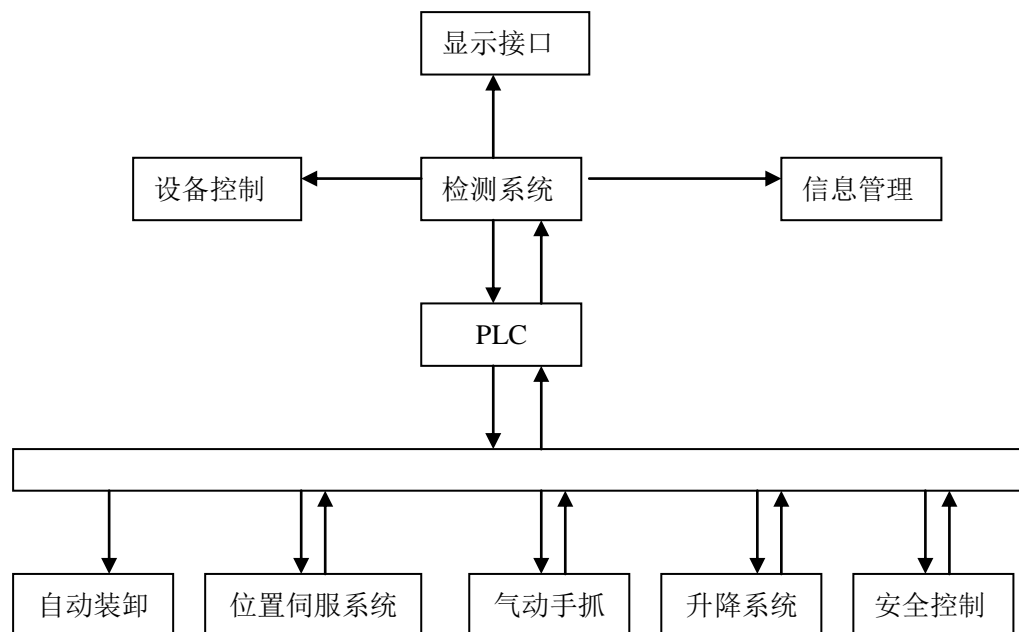 显示接口
设备控制
检测系统
信息管理
PLC
自动装卸
位置伺服系统
气动手抓
升降系统
安全控制